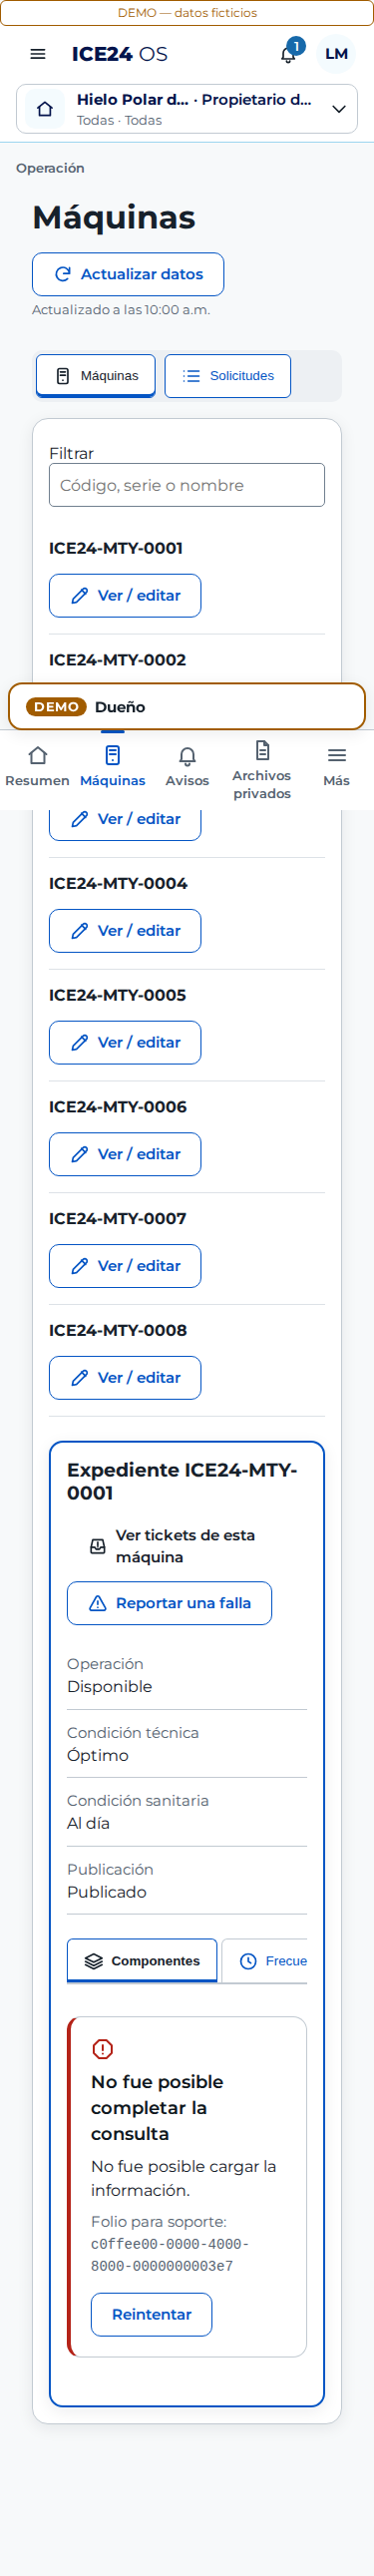 DEMO — datos ficticios
ICE24 OS
1
LM
Hielo Polar d... · Propietario d...
Todas · Todas
Operación
Máquinas
Actualizar datos
Actualizado a las 10:00 a.m.
Máquinas
Solicitudes
Filtrar
Código, serie o nombre
ICE24-MTY-0001
Ver / editar
ICE24-MTY-0002
DEMO Dueño
Resumen
Máquinas
Avisos
Archivos privados
Más
Ver / editar
ICE24-MTY-0004
Ver / editar
ICE24-MTY-0005
Ver / editar
ICE24-MTY-0006
Ver / editar
ICE24-MTY-0007
Ver / editar
ICE24-MTY-0008
Ver / editar
Expediente ICE24-MTY-
0001
Ver tickets de esta
máquina
Reportar una falla
Operación
Disponible
Condición técnica
Óptimo
Condición sanitaria
Al día
Publicación
Publicado
Componentes
Frecue
No fue posible
completar la
consulta
No fue posible cargar la
información.
Folio para soporte:
c0ffee00-0000-4000-
8000-0000000003e7
Reintentar